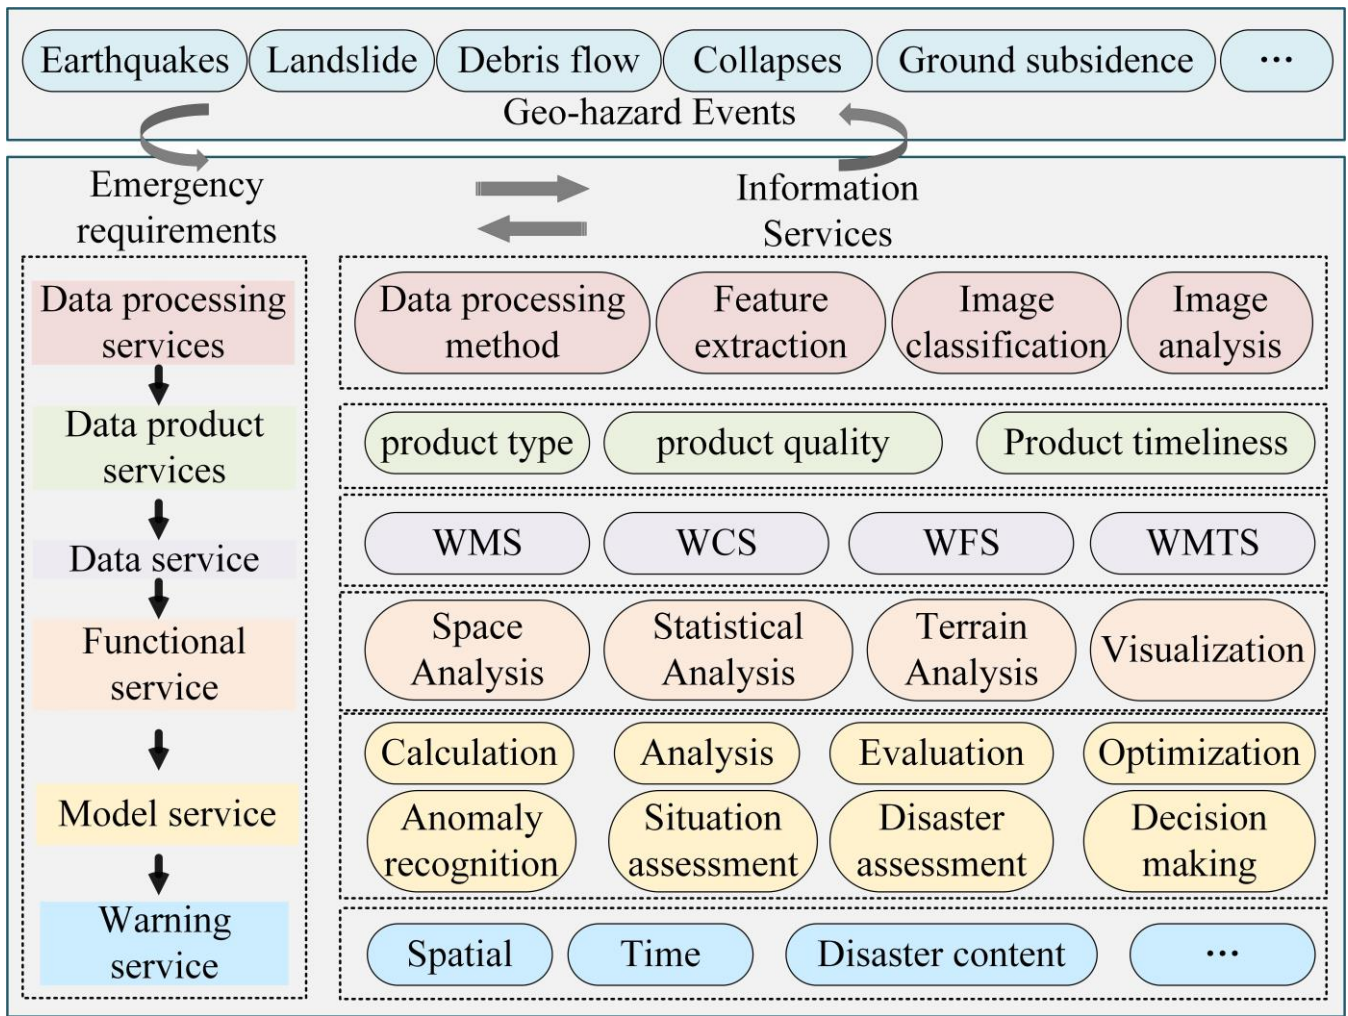 Earthquakes Landslide Debris flow Collapses Ground subsidence ...
Geo-hazard Events
Emergency
requirements
Information
Services
Data processing
services
Data product
services
Data service
Functional
service
Model service
Warning
service
Data processing
method
Feature
extraction
Image
classification
Image
analysis
product type
product quality
Product timeliness
WMS
WCS
WFS
WMTS
Space
Analysis
Statistical
Analysis
Terrain
Analysis
Visualization
Calculation
Analysis
Evaluation
Optimization
Anomaly
recognition
Situation
assessment
Disaster
assessment
Decision
making
Spatial
Time
Disaster content
...